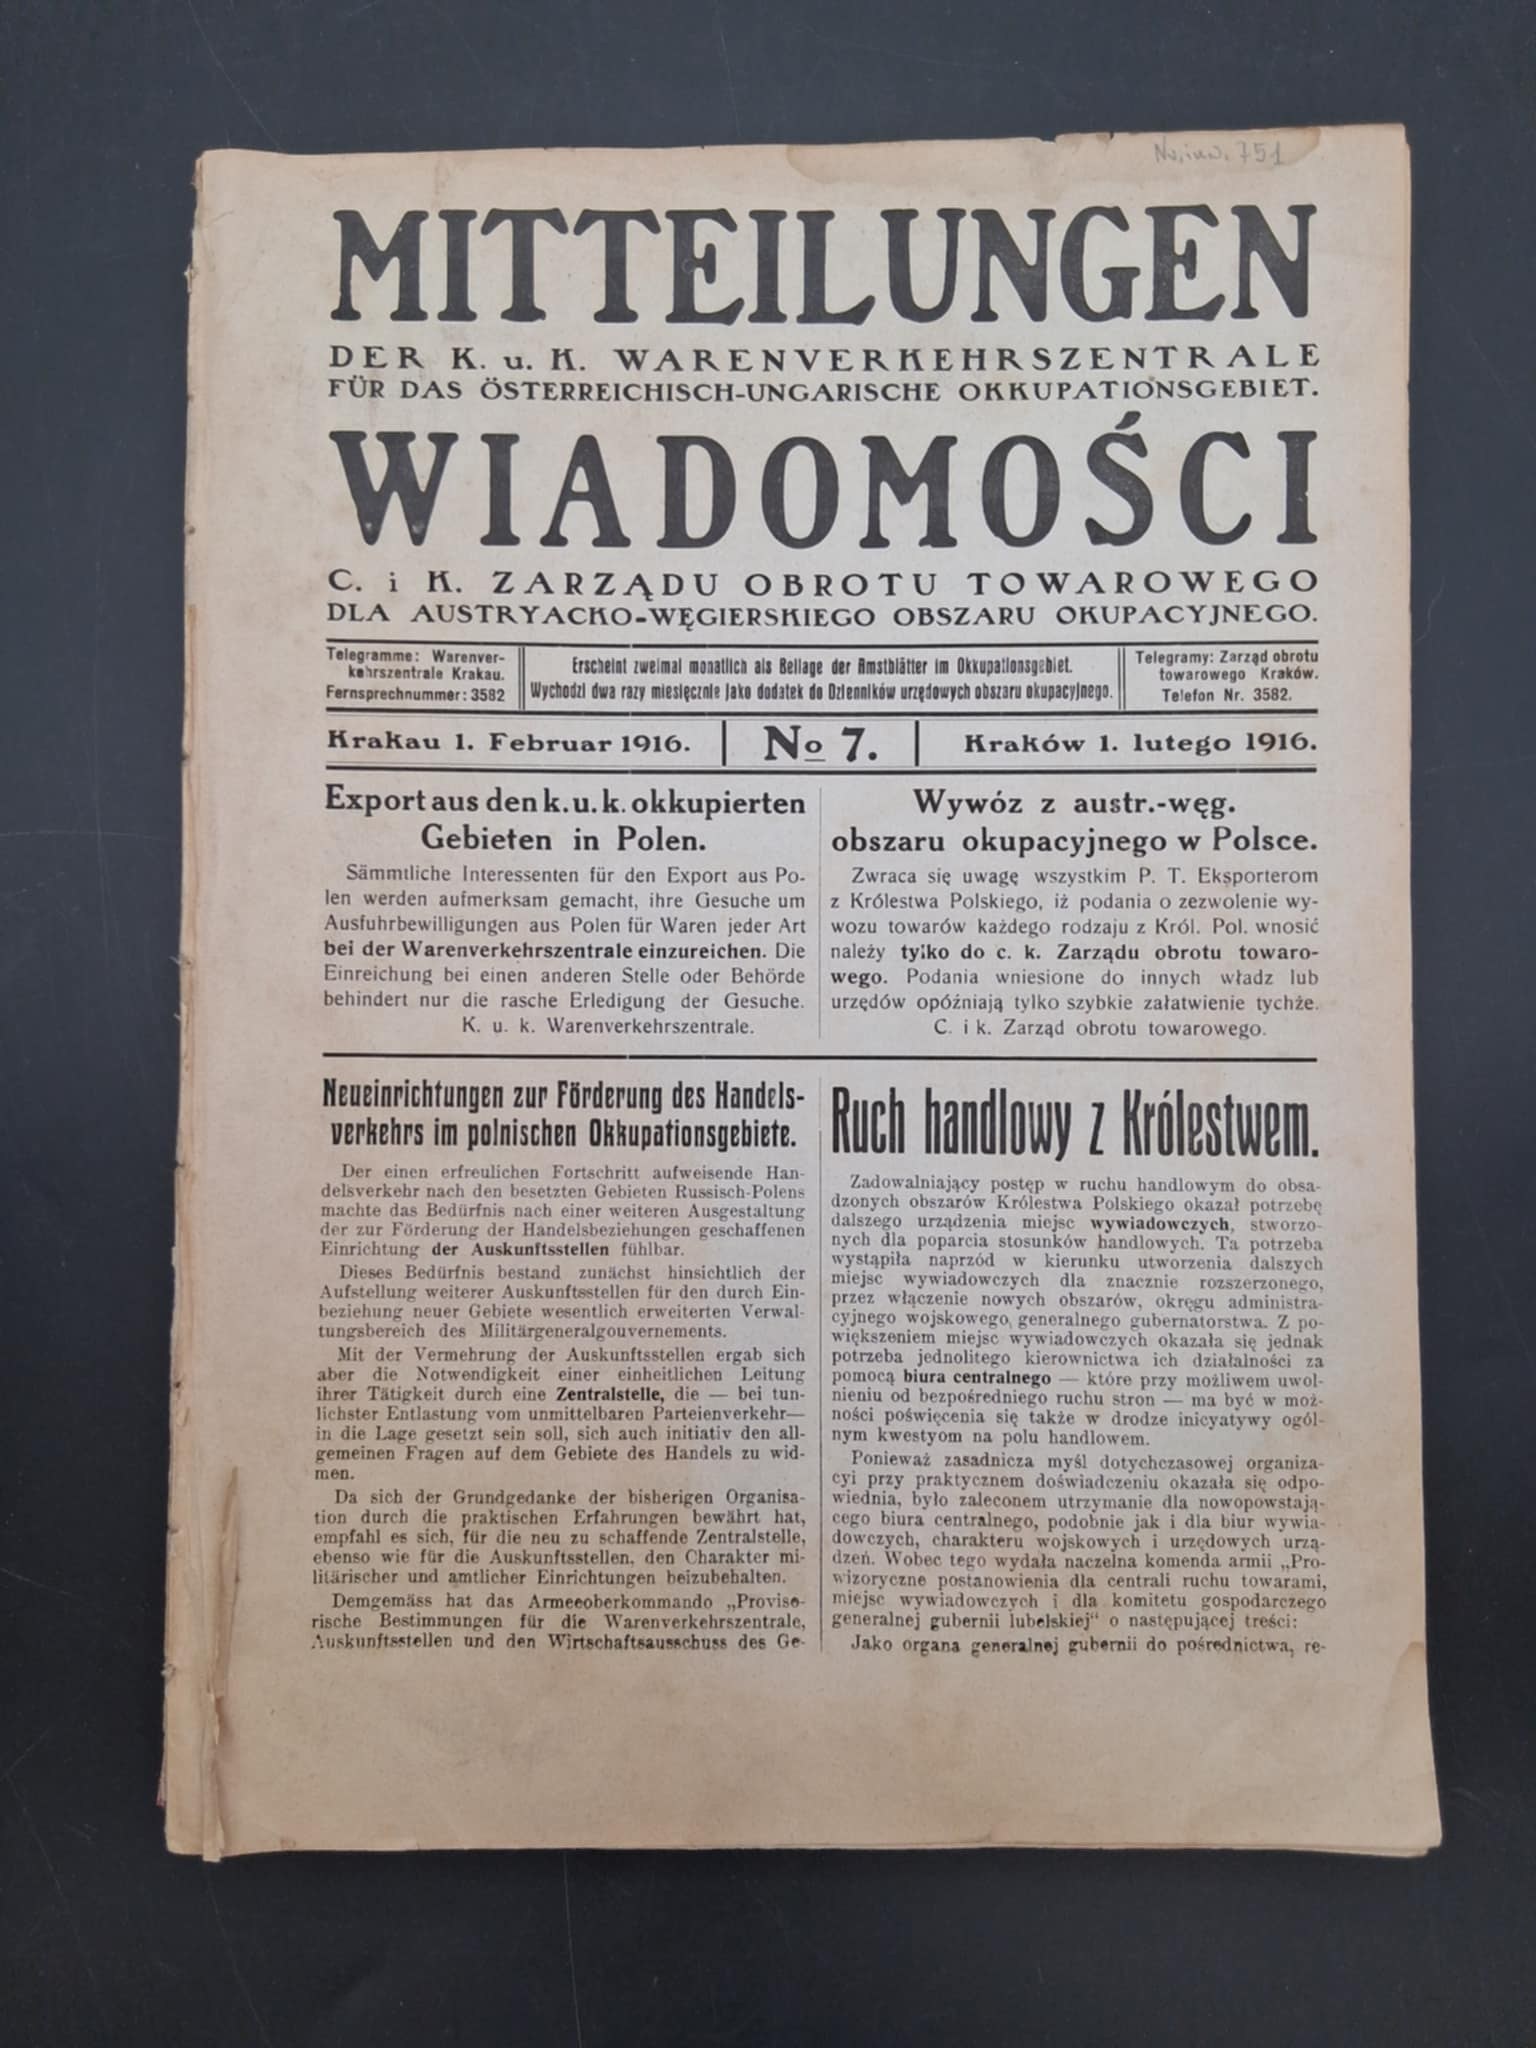 Nr. inw. 751
MITTEILUNGEN
DER K. u. K. WARENVERKEHRSZENTRALE
FÜR DAS ÖSTERREICHISCH-UNGARISCHE OKKUPATIONSGEBIET.
WIADOMOŚCI
C. i K. ZARZĄDU OBROTU TOWAROWEGO
DLA AUSTRYACKO-WĘGIERSKIEGO OBSZARU OKUPACYJNEGO.
Telegramme: Warenver-
kehrszentrale Krakau.
Fernsprechnummer: 3582
Erscheint zweimal monatlich als Beilage der Amstblätter im Okkupationsgebiet.
Wychodzi dwa razy miesięcznie jako dodatek do Dzienników urzędowych obszaru okupacyjnego.
Telegramy: Zarząd obrotu
towarowego Kraków.
Telefon Nr. 3582.
Krakau 1. Februar 1916.
No 7.
Kraków 1. lutego 1916.
Export aus den k. u. k. okkupierten
Gebieten in Polen.
Sämmtliche Interessenten für den Export aus Po-
len werden aufmerksam gemacht, ihre Gesuche um
Ausfuhrbewilligungen aus Polen für Waren jeder Art
bei der Warenverkehrszentrale einzureichen. Die
Einreichung bei einen anderen Stelle oder Behörde
behindert nur die rasche Erledigung der Gesuche.
K. u. k. Warenverkehrszentrale.
Wywóz z austr.-węg.
obszaru okupacyjnego w Polsce.
Zwraca się uwagę wszystkim P. T. Eksporterom
z Królestwa Polskiego, iż podania o zezwolenie wy-
wozu towarów każdego rodzaju z Król. Pol. wnosić
należy tylko do c. k. Zarządu obrotu towaro-
wego. Podania wniesione do innych władz lub
urzędów opóźniają tylko szybkie załatwienie tychże.
C. i k. Zarząd obrotu towarowego.
Neueinrichtungen zur Förderung des Handels-
verkehrs im polnischen Okkupationsgebiete.
Der einen erfreulichen Fortschritt aufweisende Han-
delsverkehr nach den besetzten Gebieten Russisch-Polens
machte das Bedürfnis nach einer weiteren Ausgestaltung
der zur Förderung der Handelsbeziehungen geschaffenen
Einrichtung der Auskunftsstellen fühlbar.
Dieses Bedürfnis bestand zunächst hinsichtlich der
Aufstellung weiterer Auskunftsstellen für den durch Ein-
beziehung neuer Gebiete wesentlich erweiterten Verwal-
tungsbereich des Militärgeneralgouvernements.
Mit der Vermehrung der Auskunftsstellen ergab sich
aber die Notwendigkeit einer einheitlichen Leitung
ihrer Tätigkeit durch eine Zentralstelle, die — bei tun-
lichster Entlastung vom unmittelbaren Parteienverkehr—
in die Lage gesetzt sein soll, sich auch initiativ den all-
gemeinen Fragen auf dem Gebiete des Handels zu wid-
men.
Da sich der Grundgedanke der bisherigen Organisa-
tion durch die praktischen Erfahrungen bewährt hat,
empfahl es sich, für die neu zu schaffende Zentralstelle,
ebenso wie für die Auskunftsstellen, den Charakter mi-
litärischer und amtlicher Einrichtungen beizubehalten.
Demgemäss hat das Armeeoberkommando „Proviso-
rische Bestimmungen für die Warenverkehrszentrale,
Auskunftsstellen und den Wirtschaftsausschuss des Ge-
Ruch handlowy z Królestwem.
Zadowalniający postęp w ruchu handlowym do obsa-
dzonych obszarów Królestwa Polskiego okazał potrzebę
dalszego urządzenia miejsc wywiadowczych, stworzo-
nych dla poparcia stosunków handlowych. Ta potrzeba
wystąpiła naprzód w kierunku utworzenia dalszych
miejsc wywiadowczych dla znacznie rozszerzonego,
przez włączenie nowych obszarów, okręgu administra-
cyjnego wojskowego generalnego gubernatorstwa. Z po-
większeniem miejsc wywiadowczych okazała się jednak
potrzeba jednolitego kierownictwa ich działalności za
pomocą biura centralnego — które przy możliwem uwol-
nieniu od bezpośredniego ruchu stron — ma być w moż-
ności poświęcenia się także w drodze inicyatywy ogól-
nym kwestyom na polu handlowem.
Ponieważ zasadnicza myśl dotychczasowej organiza-
cyi przy praktycznem doświadczeniu okazała się odpo-
wiednia, było zaleconem utrzymanie dla nowopowstają-
cego biura centralnego, podobnie jak i dla biur wywia-
dowczych, charakteru wojskowych i urzędowych urzą-
dzeń. Wobec tego wydała naczelna komenda armii „Pro-
wizoryczne postanowienia dla centrali ruchu towarami,
miejsc wywiadowczych i dla komitetu gospodarczego
generalnej gubernii lubelskiej" o następującej treści:
Jako organa generalnej gubernii do pośrednictwa, re-